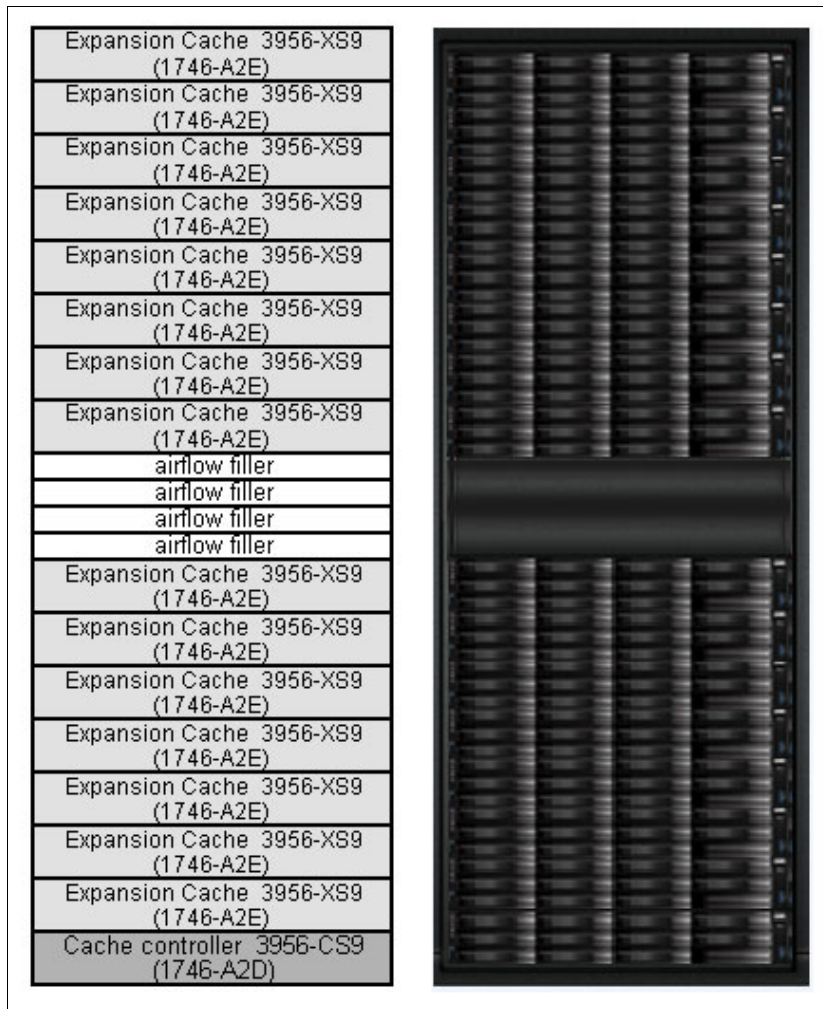 Expansion Cache 3956-XS9
(1746-A2E)
Expansion Cache 3956-XS9
(1746-A2E)
Expansion Cache 3956-XS9
(1746-A2E)
Expansion Cache 3956-XS9
(1746-A2E)
Expansion Cache 3956-XS9
(1746-A2E)
Expansion Cache 3956-XS9
(1746-A2E)
Expansion Cache 3956-XS9
(1746-A2E)
Expansion Cache 3956-XS9
(1746-A2E)
airflow filler
airflow filler
airflow filler
airflow filler
Expansion Cache 3956-XS9
(1746-A2E)
Expansion Cache 3956-XS9
(1746-A2E)
Expansion Cache 3956-XS9
(1746-A2E)
Expansion Cache 3956-XS9
(1746-A2E)
Expansion Cache 3956-XS9
(1746-A2E)
Expansion Cache 3956-XS9
(1746-A2E)
Expansion Cache 3956-XS9
(1746-A2E)
Cache controller 3956-CS9
(1746-A2D)